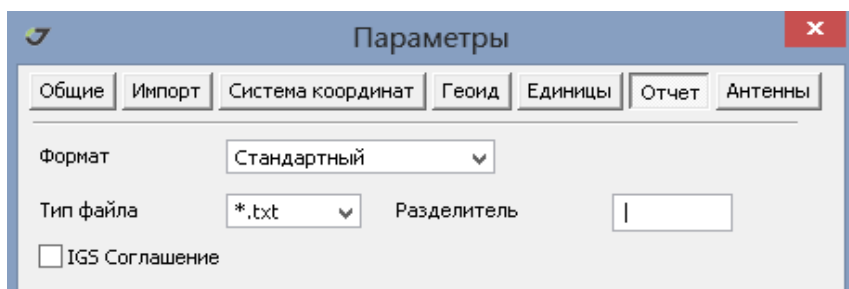 Параметры
Общие Импорт Система координат Геоид Единицы Отчет Антенны
Формат Стандартный
Тип файла *.txt Разделитель |
IGS Соглашение